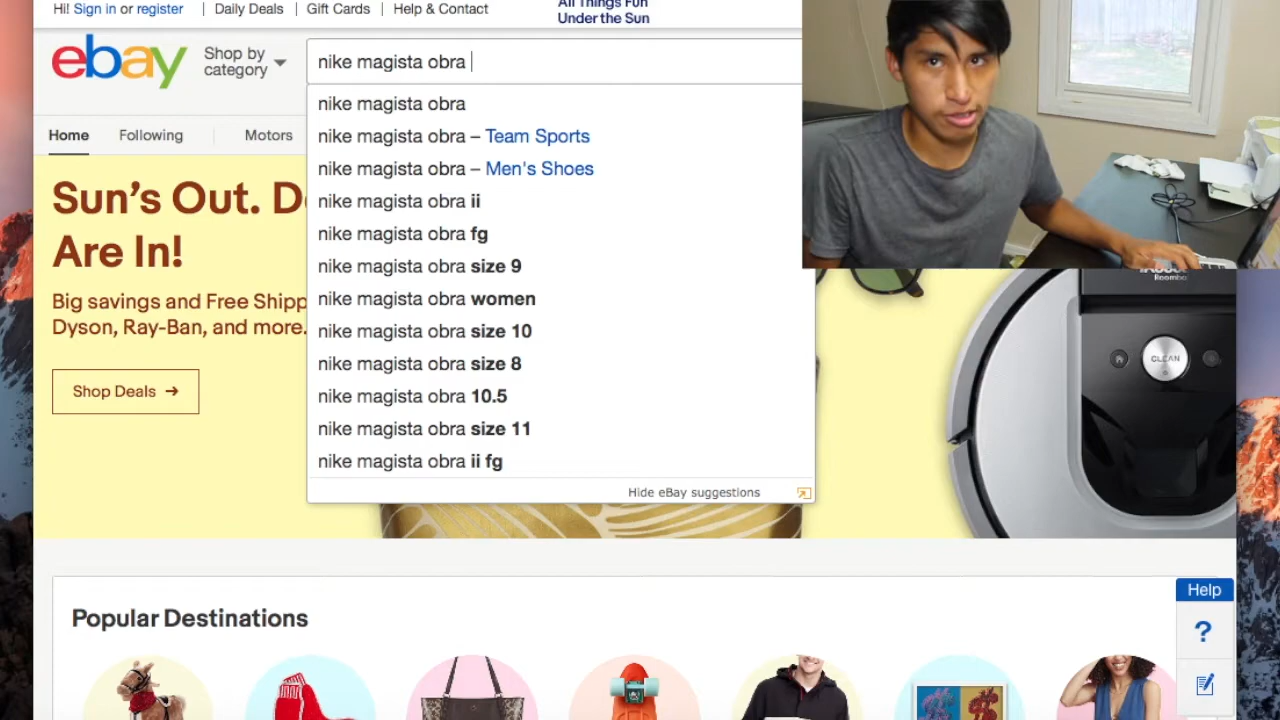 Hi! Sign in or register
Daily Deals
Gift Cards
Help & Contact
All Things Fun
Under the Sun
ebay
Shop by
category
nike magista obra
nike magista obra
nike magista obra – Team Sports
nike magista obra – Men's Shoes
nike magista obra ii
nike magista obra fg
nike magista obra size 9
nike magista obra women
nike magista obra size 10
nike magista obra size 8
nike magista obra 10.5
nike magista obra size 11
nike magista obra ii fg
Hide eBay suggestions
Home
Following
Motors
Sun's Out. D
Are In!
Big savings and Free Shipp
Dyson, Ray-Ban, and more.
Shop Deals →
Roomba
CLEAN
Popular Destinations
Help
?